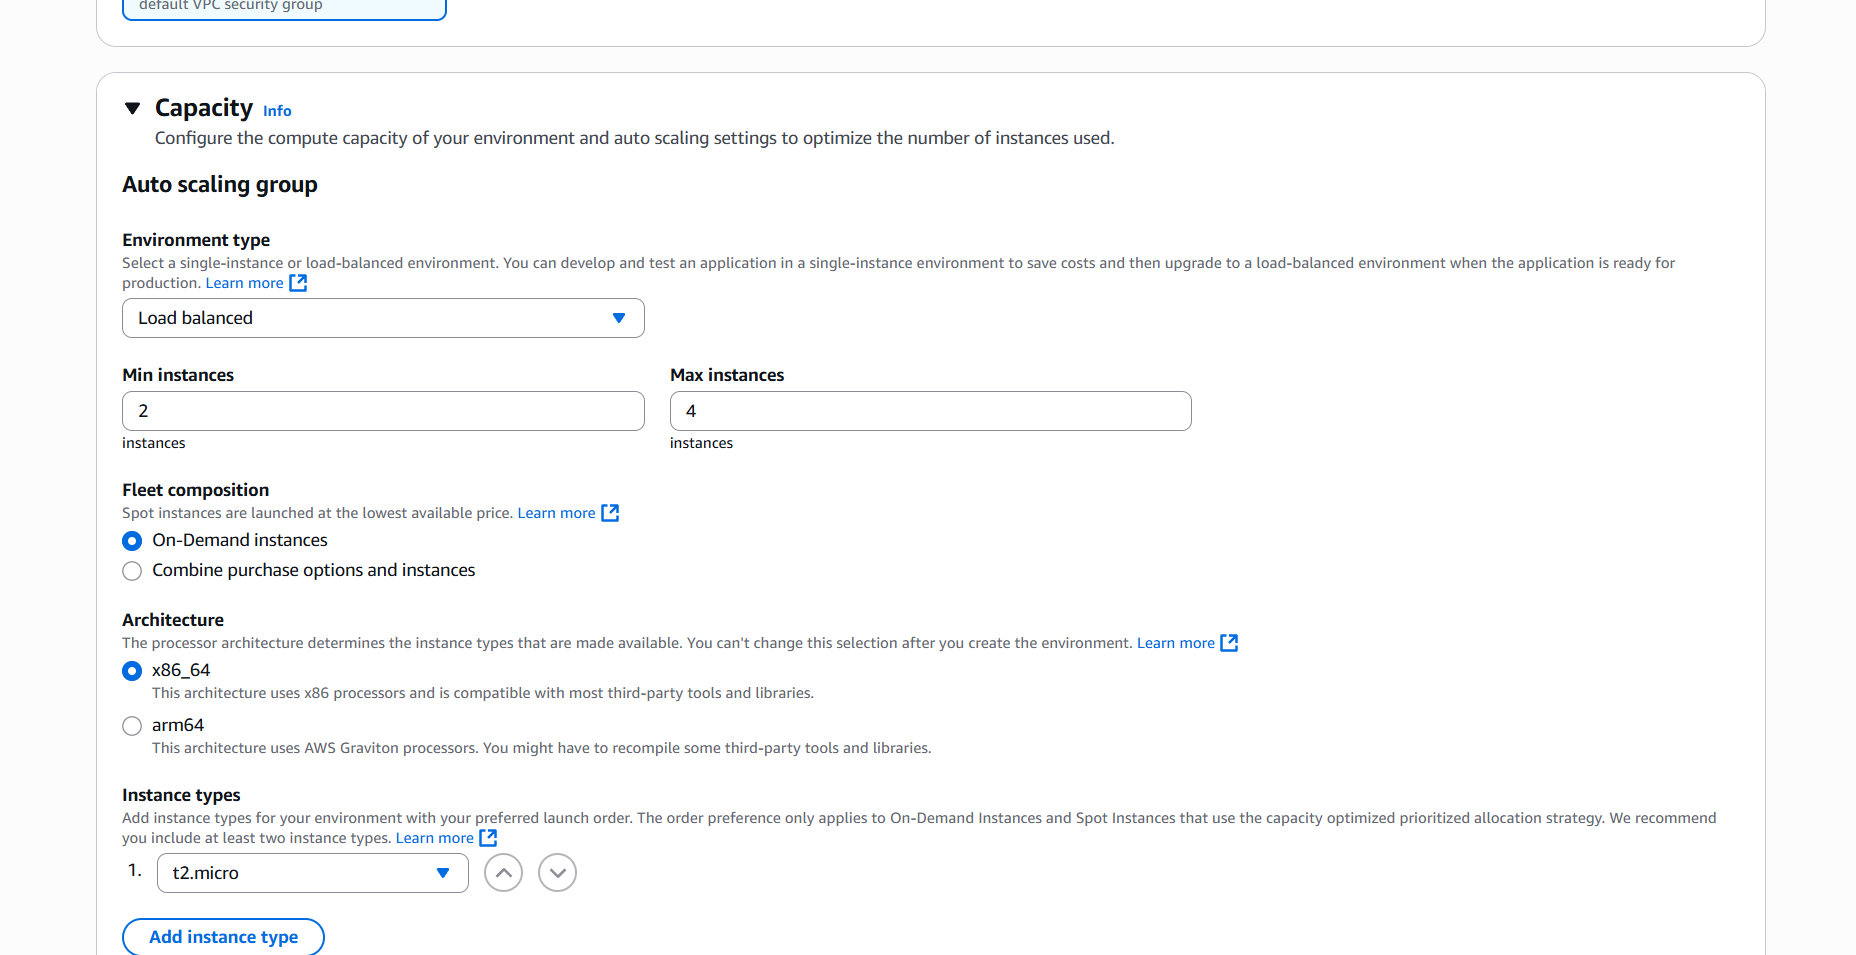 default VPC security group
Capacity Info
Configure the compute capacity of your environment and auto scaling settings to optimize the number of instances used.
Auto scaling group
Environment type
Select a single-instance or load-balanced environment. You can develop and test an application in a single-instance environment to save costs and then upgrade to a load-balanced environment when the application is ready for
production. Learn more
Load balanced
Min instances
Max instances
2
4
instances
instances
Fleet composition
Spot instances are launched at the lowest available price. Learn more
On-Demand instances
Combine purchase options and instances
Architecture
The processor architecture determines the instance types that are made available. You can't change this selection after you create the environment. Learn more
x86_64
This architecture uses x86 processors and is compatible with most third-party tools and libraries.
arm64
This architecture uses AWS Graviton processors. You might have to recompile some third-party tools and libraries.
Instance types
Add instance types for your environment with your preferred launch order. The order preference only applies to On-Demand Instances and Spot Instances that use the capacity optimized prioritized allocation strategy. We recommend
you include at least two instance types. Learn more
1. t2.micro
Add instance type